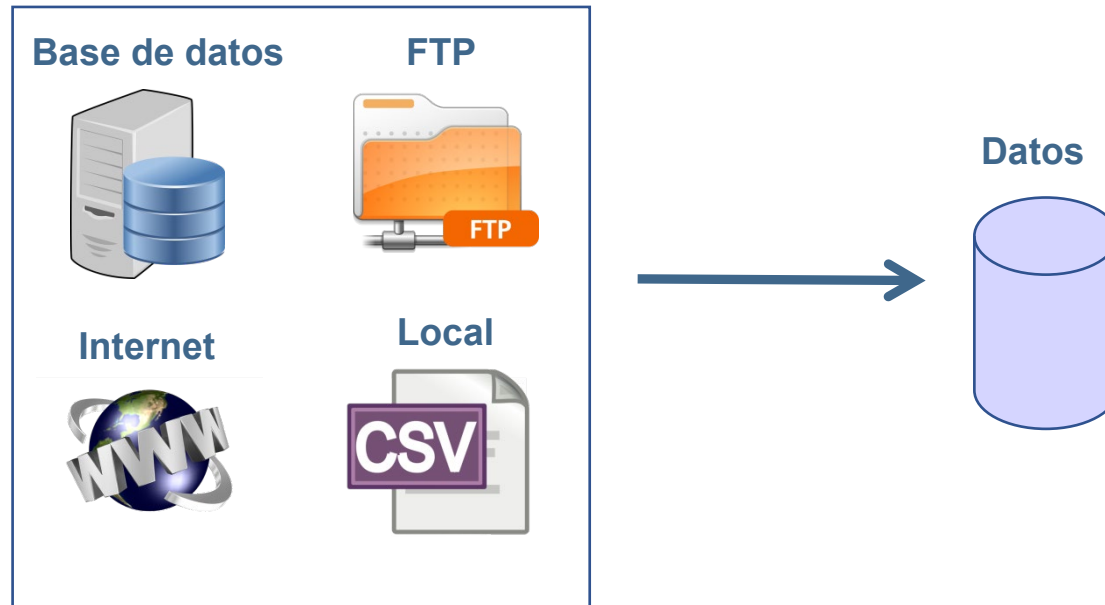 Base de datos
FTP
FTP
Datos
Internet
Local
WWW
CSV